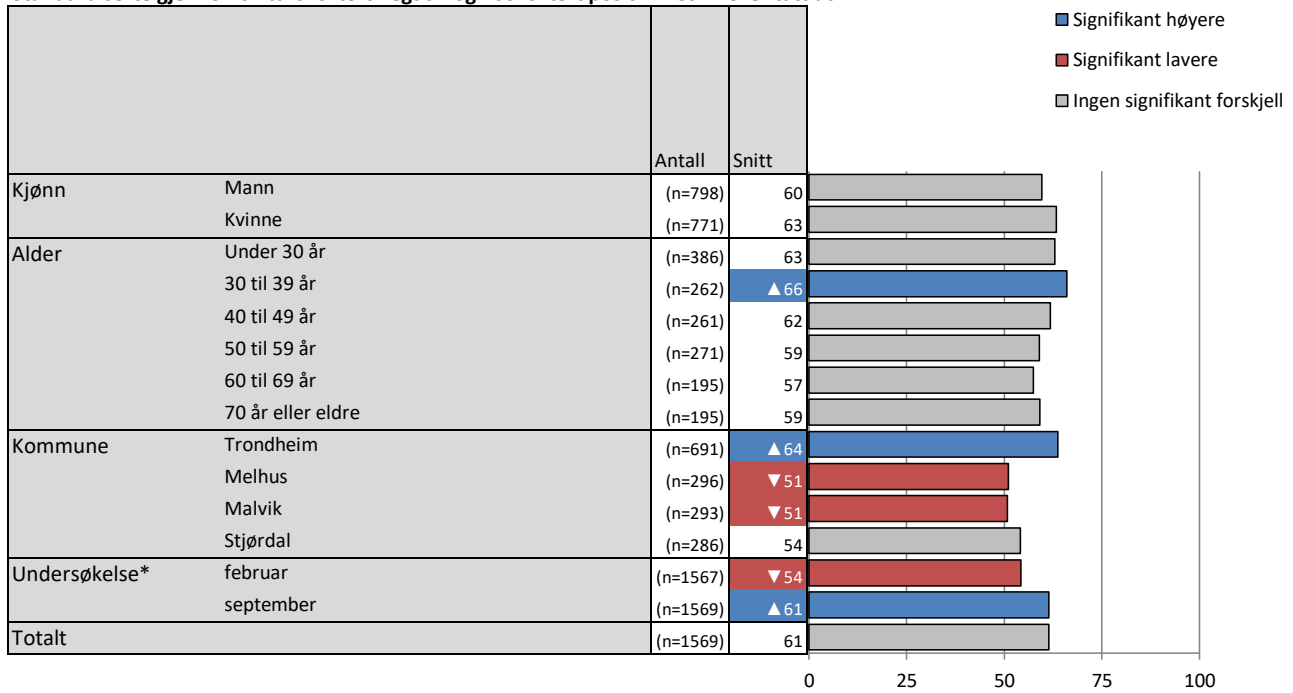 Signifikant høyere
Signifikant lavere
Ingen signifikant forskjell
Antall Snitt
Kjønn Mann (n=798) 60
Kvinne (n=771) 63
Alder Under 30 år (n=386) 63
30 til 39 år (n=262) ▲66
40 til 49 år (n=261) 62
50 til 59 år (n=271) 59
60 til 69 år (n=195) 57
70 år eller eldre (n=195) 59
Kommune Trondheim (n=691) ▲64
Melhus (n=296) ▼51
Malvik (n=293) ▼51
Stjørdal (n=286) 54
Undersøkelse* februar (n=1567) ▼54
september (n=1569) ▲61
Totalt (n=1569) 61
0 25 50 75 100